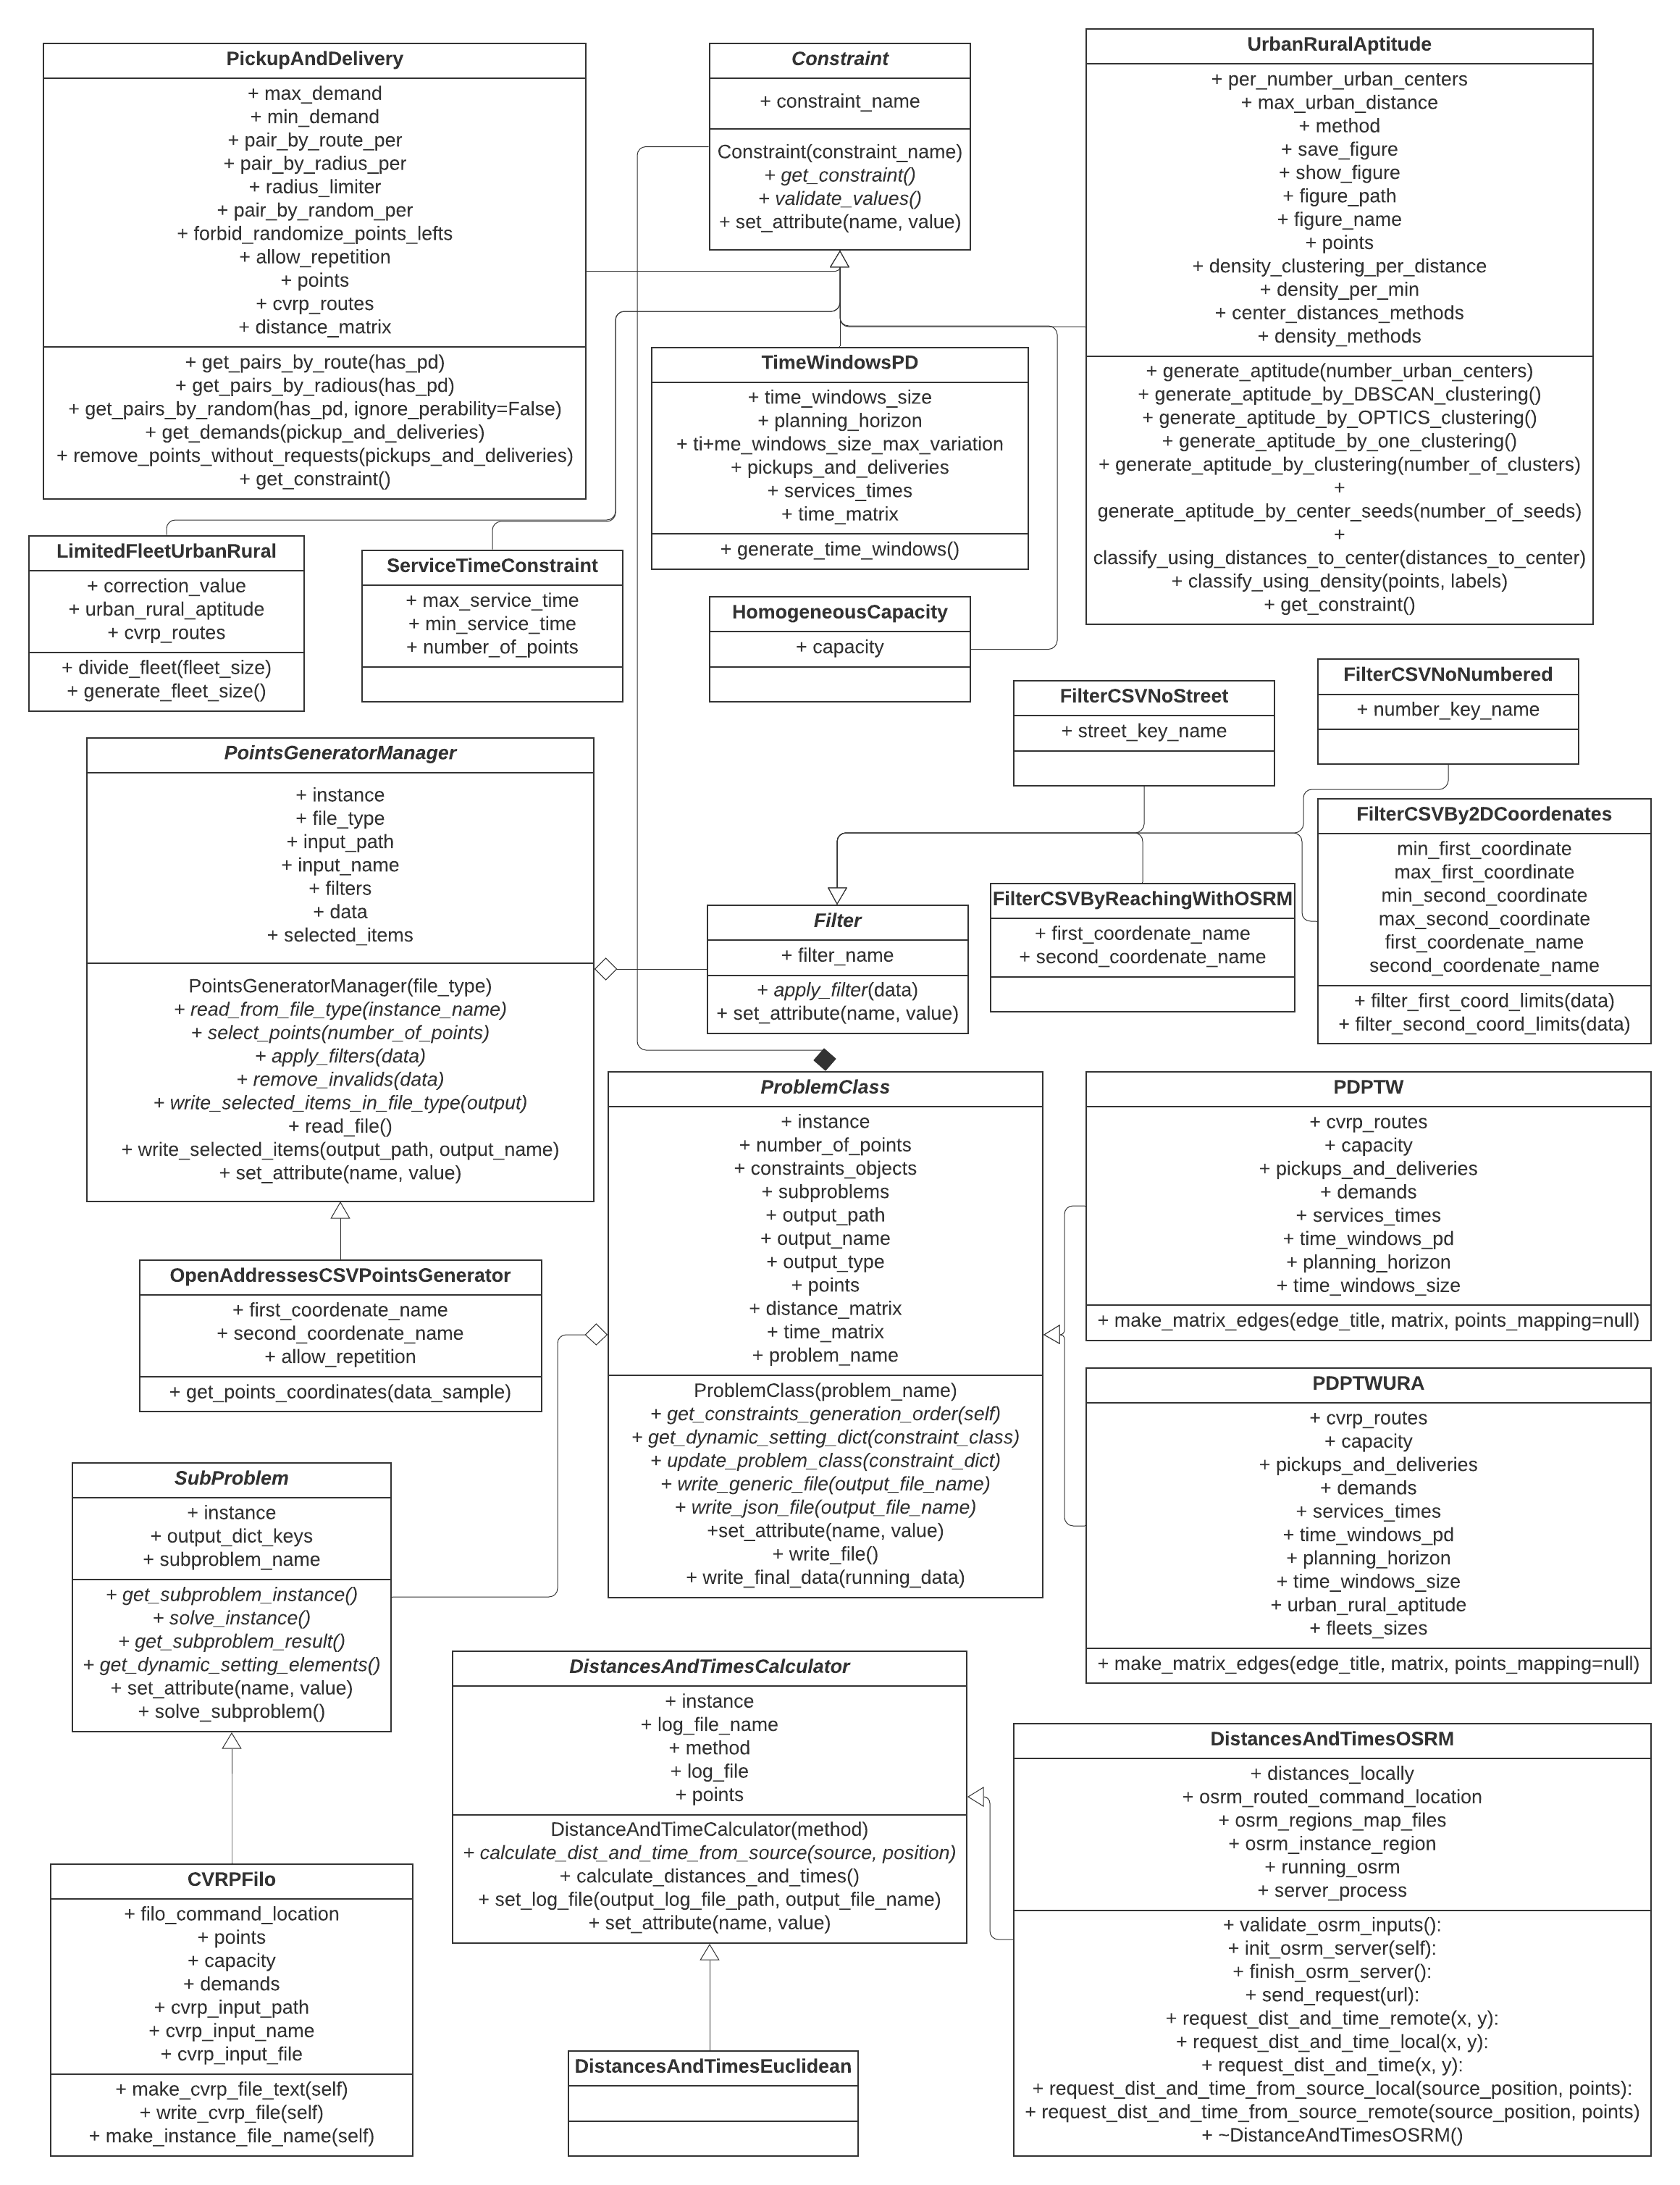 PickupAndDelivery
+ max_demand
+ min_demand
+ pair_by_route_per
+ pair_by_radius_per
+ radius_limiter
+ pair_by_random_per
+ forbid_randomize_points_lefts
+ allow_repetition
+ points
+ cvrp_routes
+ distance_matrix
+ get_pairs_by_route(has_pd)
+ get_pairs_by_radious(has_pd)
+ get_pairs_by_random(has_pd, ignore_perability=False)
+ get_demands(pickup_and_deliveries)
+ remove_points_without_requests(pickups_and_deliveries)
+ get_constraint()
Constraint
+ constraint_name
Constraint(constraint_name)
+ get_constraint()
+ validate_values()
+ set_attribute(name, value)
UrbanRuralAptitude
+ per_number_urban_centers
+ max_urban_distance
+ method
+ save_figure
+ show_figure
+ figure_path
+ figure_name
+ points
+ density_clustering_per_distance
+ density_per_min
+ center_distances_methods
+ density_methods
+ generate_aptitude(number_urban_centers)
+ generate_aptitude_by_DBSCAN_clustering()
+ generate_aptitude_by_OPTICS_clustering()
+ generate_aptitude_by_one_clustering()
+ generate_aptitude_by_clustering(number_of_clusters)
+
generate_aptitude_by_center_seeds(number_of_seeds)
+
classify_using_distances_to_center(distances_to_center)
+ classify_using_density(points, labels)
+ get_constraint()
TimeWindowsPD
+ time_windows_size
+ planning_horizon
+ ti+me_windows_size_max_variation
+ pickups_and_deliveries
+ services_times
+ time_matrix
+ generate_time_windows()
LimitedFleetUrbanRural
+ correction_value
+ urban_rural_aptitude
+ cvrp_routes
+ divide_fleet(fleet_size)
+ generate_fleet_size()
ServiceTimeConstraint
+ max_service_time
+ min_service_time
+ number_of_points
HomogeneousCapacity
+ capacity
FilterCSVNoStreet
+ street_key_name
FilterCSVNoNumbered
+ number_key_name
PointsGeneratorManager
+ instance
+ file_type
+ input_path
+ input_name
+ filters
+ data
+ selected_items
PointsGeneratorManager(file_type)
+ read_from_file_type(instance_name)
+ select_points(number_of_points)
+ apply_filters(data)
+ remove_invalids(data)
+ write_selected_items_in_file_type(output)
+ read_file()
+ write_selected_items(output_path, output_name)
+ set_attribute(name, value)
Filter
+ filter_name
+ apply_filter(data)
+ set_attribute(name, value)
FilterCSVByReachingWithOSRM
+ first_coordenate_name
+ second_coordenate_name
FilterCSVBy2DCoordenates
min_first_coordinate
max_first_coordinate
min_second_coordinate
max_second_coordinate
first_coordenate_name
second_coordenate_name
+ filter_first_coord_limits(data)
+ filter_second_coord_limits(data)
OpenAddressesCSVPointsGenerator
+ first_coordenate_name
+ second_coordenate_name
+ allow_repetition
+ get_points_coordinates(data_sample)
ProblemClass
+ instance
+ number_of_points
+ constraints_objects
+ subproblems
+ output_path
+ output_name
+ output_type
+ points
+ distance_matrix
+ time_matrix
+ problem_name
ProblemClass(problem_name)
+ get_constraints_generation_order(self)
+ get_dynamic_setting_dict(constraint_class)
+ update_problem_class(constraint_dict)
+ write_generic_file(output_file_name)
+ write_json_file(output_file_name)
+set_attribute(name, value)
+ write_file()
+ write_final_data(running_data)
PDPTW
+ cvrp_routes
+ capacity
+ pickups_and_deliveries
+ demands
+ services_times
+ time_windows_pd
+ planning_horizon
+ time_windows_size
+ make_matrix_edges(edge_title, matrix, points_mapping=null)
PDPTWURA
+ cvrp_routes
+ capacity
+ pickups_and_deliveries
+ demands
+ services_times
+ time_windows_pd
+ planning_horizon
+ time_windows_size
+ urban_rural_aptitude
+ fleets_sizes
+ make_matrix_edges(edge_title, matrix, points_mapping=null)
SubProblem
+ instance
+ output_dict_keys
+ subproblem_name
+ get_subproblem_instance()
+ solve_instance()
+ get_subproblem_result()
+ get_dynamic_setting_elements()
+ set_attribute(name, value)
+ solve_subproblem()
DistancesAndTimesCalculator
+ instance
+ log_file_name
+ method
+ log_file
+ points
DistanceAndTimeCalculator(method)
+ calculate_dist_and_time_from_source(source, position)
+ calculate_distances_and_times()
+ set_log_file(output_log_file_path, output_file_name)
+ set_attribute(name, value)
DistancesAndTimesOSRM
+ distances_locally
+ osrm_routed_command_location
+ osrm_regions_map_files
+ osrm_instance_region
+ running_osrm
+ server_process
+ validate_osrm_inputs():
+ init_osrm_server(self):
+ finish_osrm_server():
+ send_request(url):
+ request_dist_and_time_remote(x, y):
+ request_dist_and_time_local(x, y):
+ request_dist_and_time(x, y):
+ request_dist_and_time_from_source_local(source_position, points):
+ request_dist_and_time_from_source_remote(source_position, points)
+ ~DistanceAndTimesOSRM()
CVRPFilo
+ filo_command_location
+ points
+ capacity
+ demands
+ cvrp_input_path
+ cvrp_input_name
+ cvrp_input_file
+ make_cvrp_file_text(self)
+ write_cvrp_file(self)
+ make_instance_file_name(self)
DistancesAndTimesEuclidean